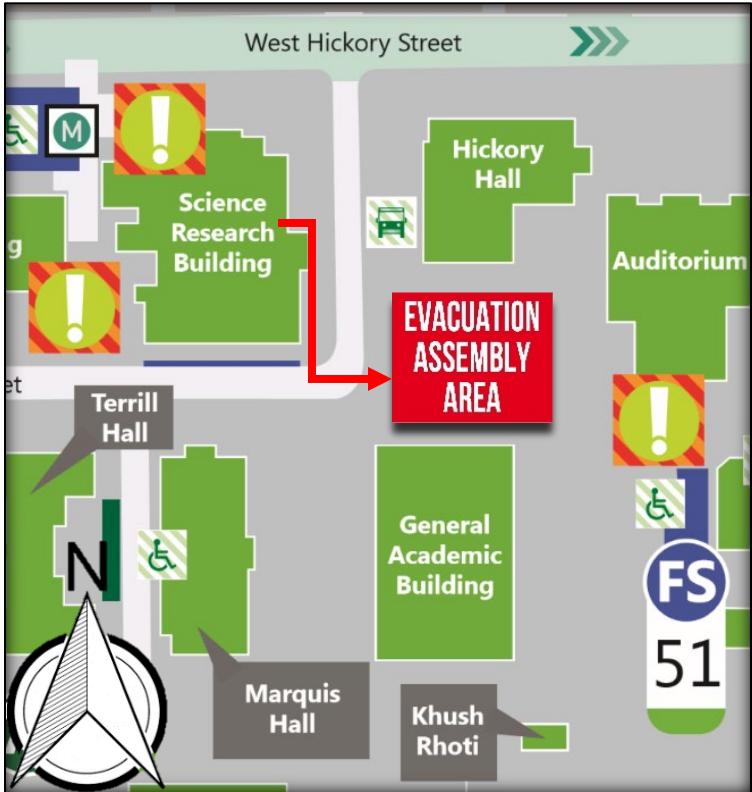 West Hickory Street
M
Hickory
Hall
Science
Research
Building
g
Auditorium
EVACUATION
ASSEMBLY
AREA
et
Terrill
Hall
General
Academic
Building
N
FS
51
Marquis
Hall
Khush
Rhoti